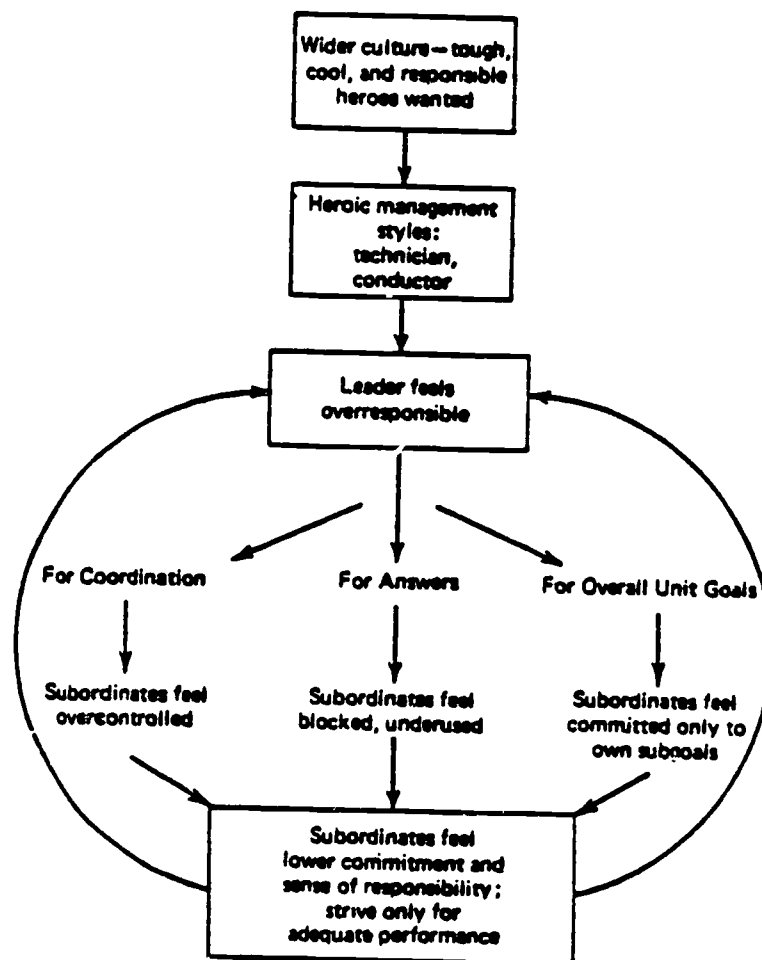 Wider culture—tough,
cool, and responsible
heroes wanted
Heroic management
styles:
technician,
conductor
Leader feels
overresponsible
For Coordination
For Answers
For Overall Unit Goals
Subordinates feel
overcontrolled
Subordinates feel
blocked, underused
Subordinates feel
committed only to
own subgoals
Subordinates feel
lower commitment and
sense of responsibility:
strive only for
adequate performance